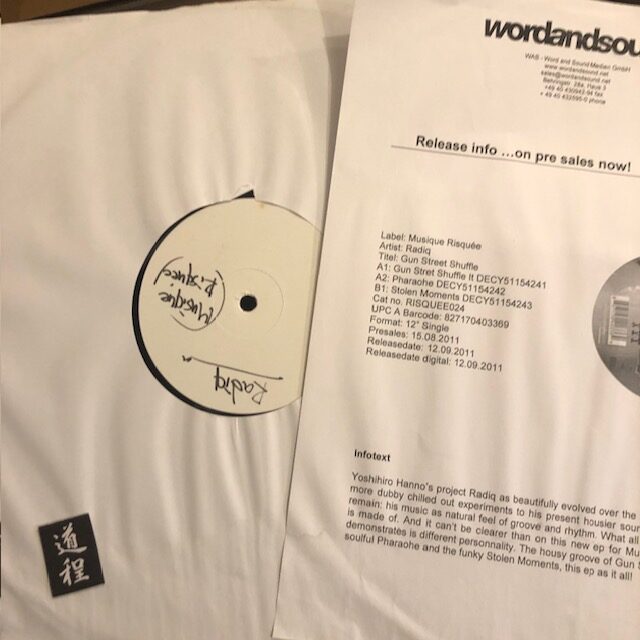 Radiq
(Musique
Risquée)
道程
wordandsou
WAS - Word and Sound Medien GmbH
www.wordandsound.net
sales@wordandsound.net
28a, Haus 3
fax
phone
Release info ...on pre sales now!
Label: Musique Risquée
Artist: Radiq
Titel: Gun Street Shuffle
A1: Gun Stret Shuffle It DECY51154241
A2: Pharaohe DECY51154242
B1: Stolen Moments DECY51154243
Cat no. RISQUEE024
UPC A Barcode: 827170403369
Format: 12" Single
Presales: 15.08.2011
Releasedate: 12.09.2011
Releasedate digital: 12.09.2011
Info:text
Yoshihiro Hanno"s project Radiq as beautifully evolved over the
more dubby chilled out experiments to his present housier sou
remain: his music as natural feel of groove and rhythm. What all
is made of. And it can't be clearer than on this new ep for Mu
demonstrates is different personnality. The housy groove of Gun S
soulful Pharaohe and the funky Stolen Moments, this ep as it all!